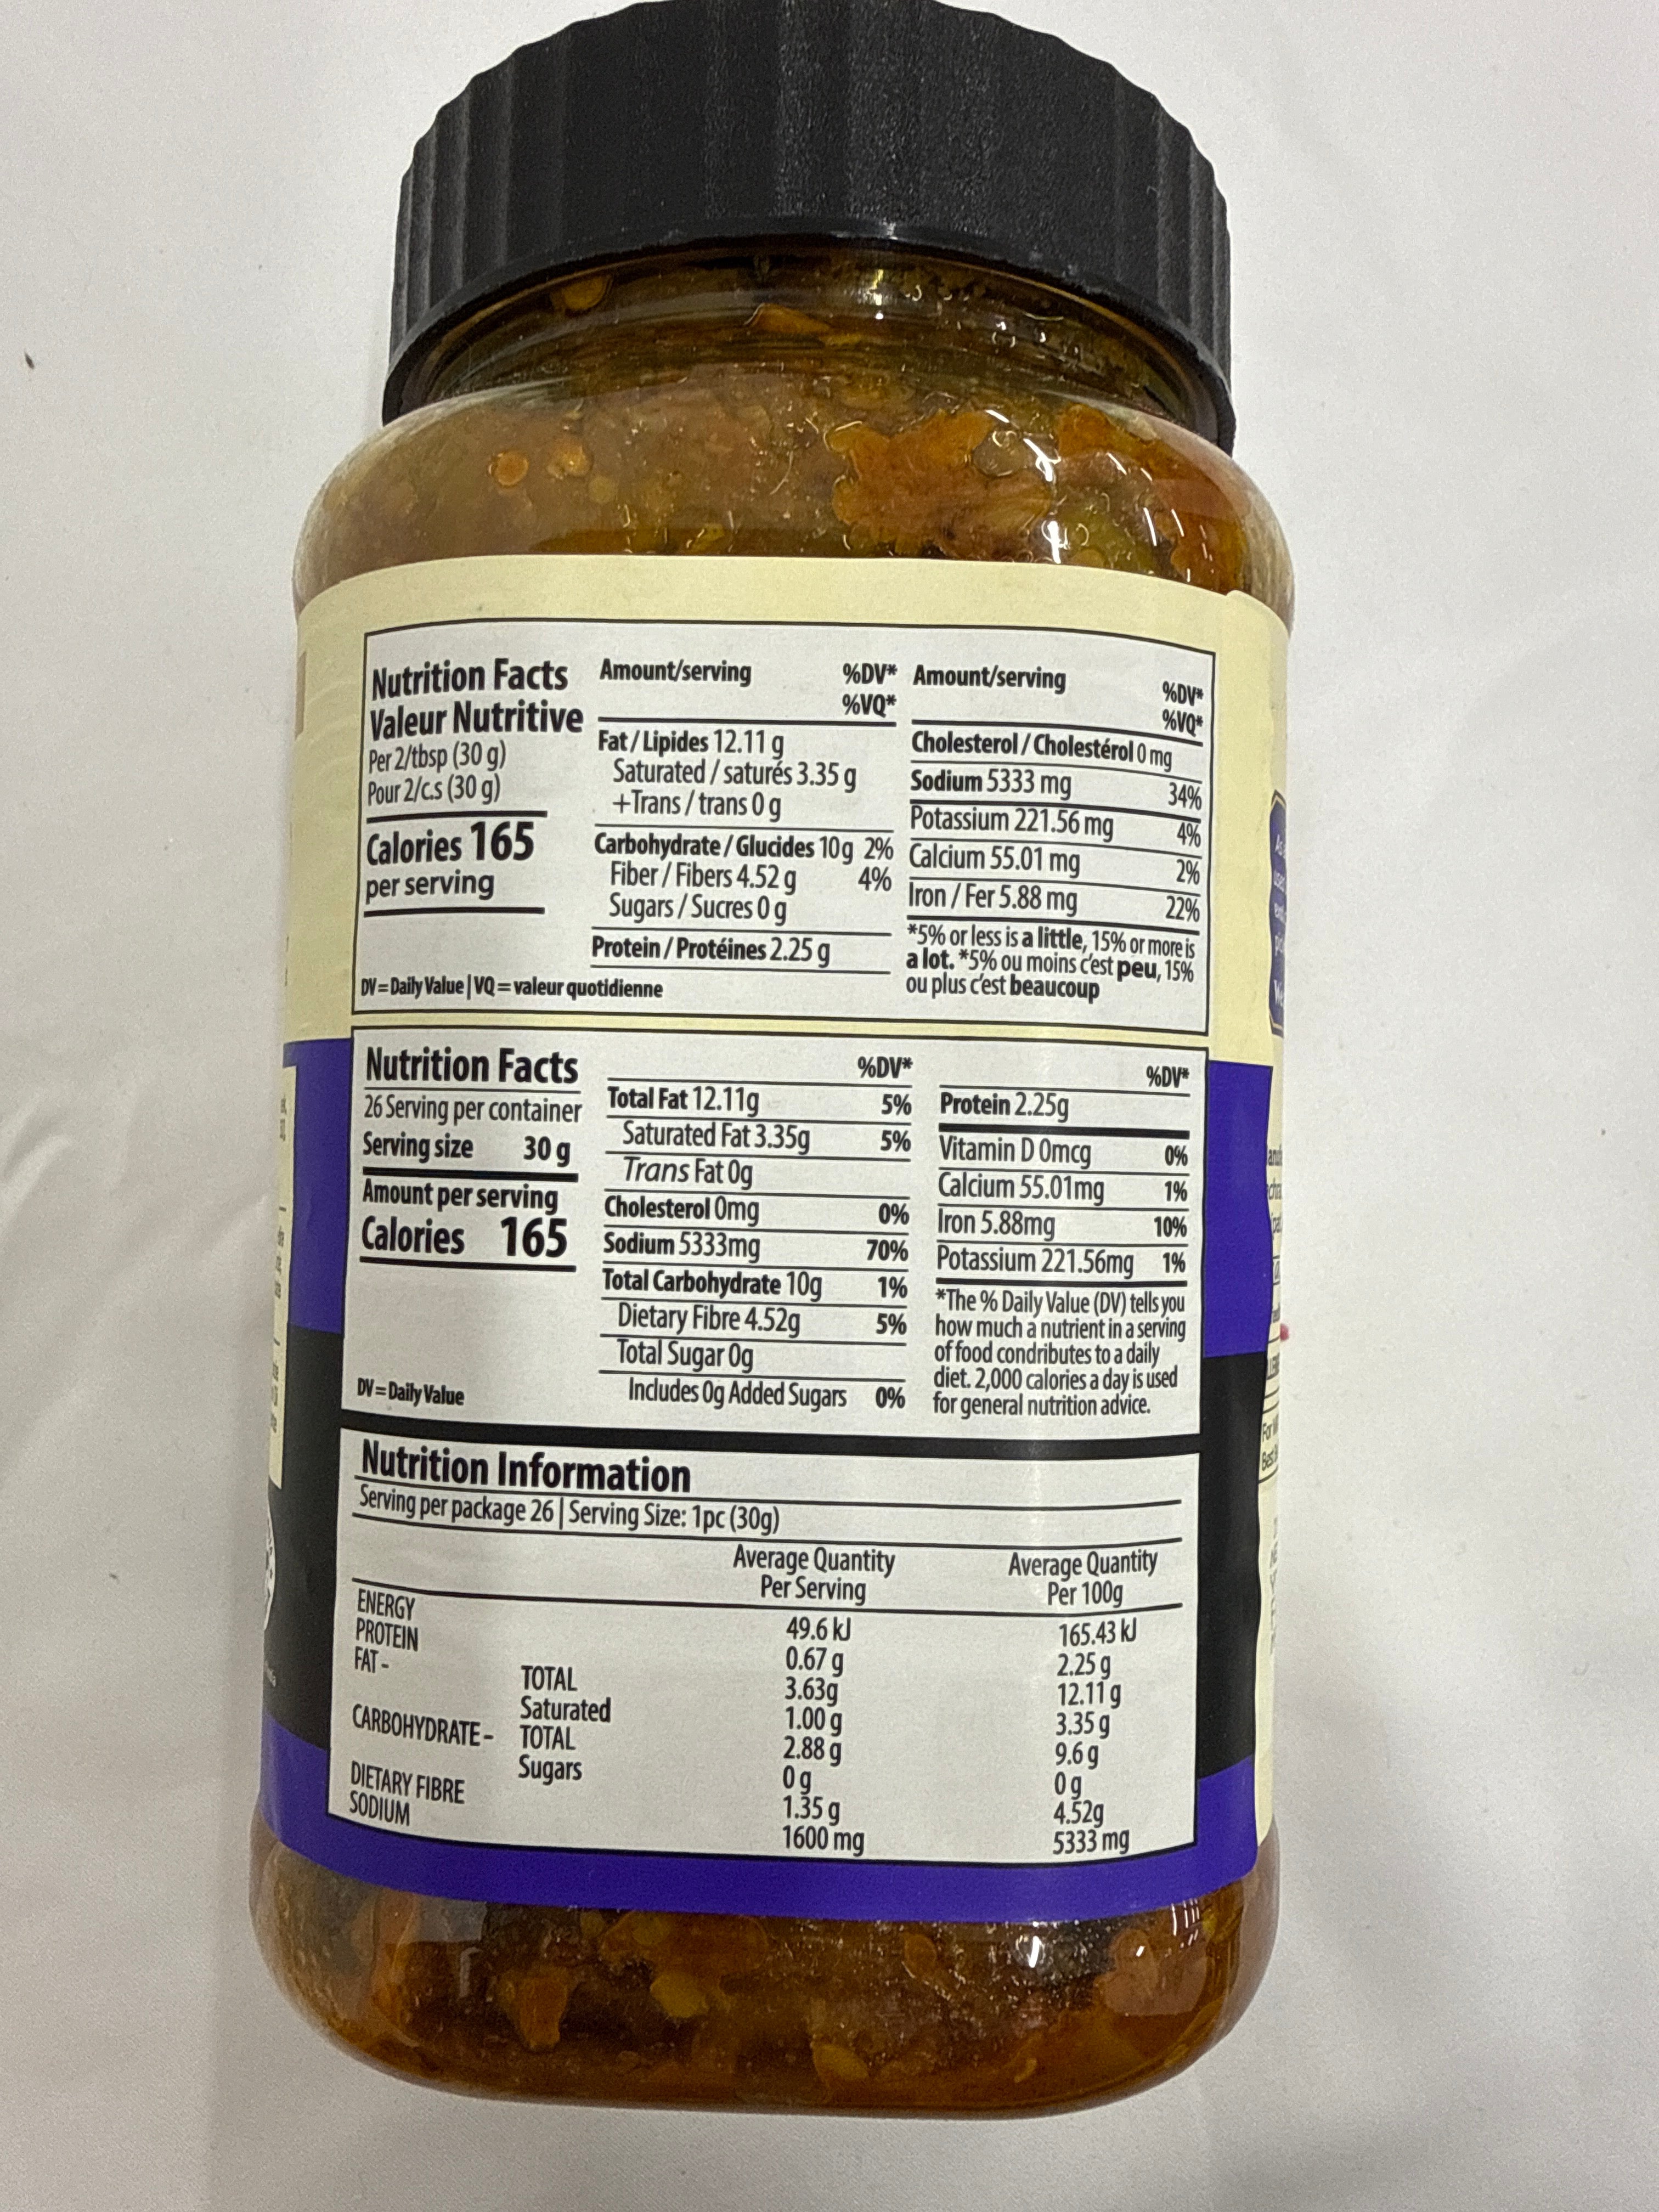 Nutrition Facts
Valeur Nutritive
Per 2/tbsp (30 g)
Pour 2/c.s (30 g)
Calories 165
per serving
Amount/serving %DV*
%VQ*
Fat / Lipides 12.11 g
Saturated / saturés 3.35 g
+Trans / trans 0 g
Carbohydrate / Glucides 10g 2%
Fiber / Fibers 4.52 g 4%
Sugars / Sucres 0 g
Protein / Protéines 2.25 g
Amount/serving %DV*
%VQ*
Cholesterol / Cholestérol 0 mg
Sodium 5333 mg 34%
Potassium 221.56 mg 4%
Calcium 55.01 mg 2%
Iron / Fer 5.88 mg 22%
*5% or less is a little, 15% or more is
a lot. *5% ou moins c'est peu, 15%
ou plus c'est beaucoup
DV = Daily Value | VQ = valeur quotidienne
Nutrition Facts
26 Serving per container
Serving size 30 g
Amount per serving
Calories 165
DV = Daily Value
%DV*
Total Fat 12.11g 5%
Saturated Fat 3.35g 5%
Trans Fat 0g
Cholesterol 0mg 0%
Sodium 5333mg 70%
Total Carbohydrate 10g 1%
Dietary Fibre 4.52g 5%
Total Sugar 0g
Includes 0g Added Sugars 0%
%DV*
Protein 2.25g
Vitamin D 0mcg 0%
Calcium 55.01mg 1%
Iron 5.88mg 10%
Potassium 221.56mg 1%
*The % Daily Value (DV) tells you
how much a nutrient in a serving
of food condributes to a daily
diet. 2,000 calories a day is used
for general nutrition advice.
Nutrition Information
Serving per package 26 | Serving Size: 1pc (30g)
Average Quantity Average Quantity
Per Serving Per 100g
ENERGY 49.6 kJ 165.43 kJ
PROTEIN 0.67 g 2.25 g
FAT - TOTAL 3.63g 12.11 g
Saturated 1.00 g 3.35 g
CARBOHYDRATE - TOTAL 2.88 g 9.6 g
Sugars 0 g 0 g
DIETARY FIBRE 1.35 g 4.52g
SODIUM 1600 mg 5333 mg